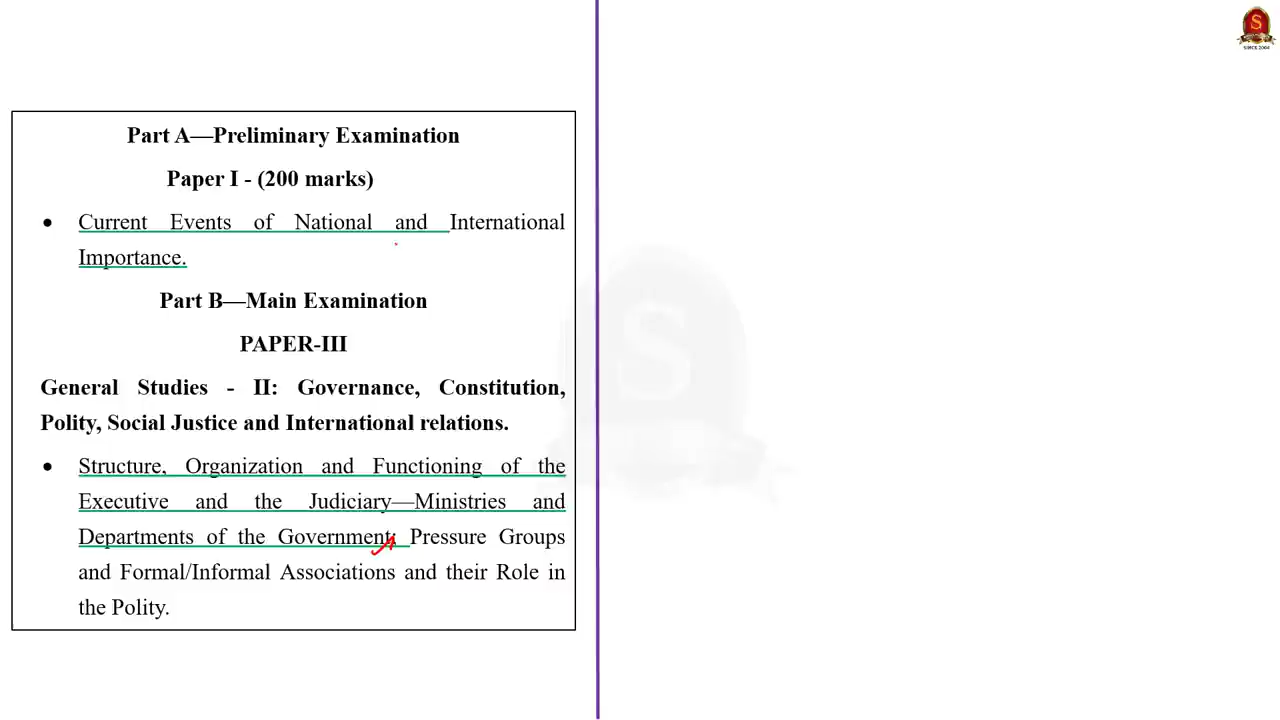 S
SINCE 2004
Part A—Preliminary Examination
Paper I - (200 marks)
• Current Events of National and International
Importance.
Part B—Main Examination
PAPER-III
General Studies - II: Governance, Constitution,
Polity, Social Justice and International relations.
• Structure, Organization and Functioning of the
Executive and the Judiciary—Ministries and
Departments of the Government; Pressure Groups
and Formal/Informal Associations and their Role in
the Polity.
S